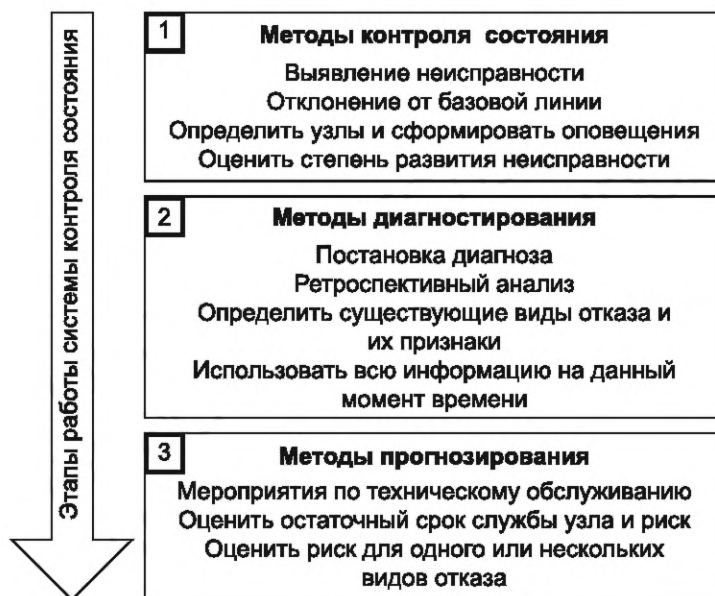 Этапы работы системы контроля состояния
1
Методы контроля состояния
Выявление неисправности
Отклонение от базовой линии
Определить узлы и сформировать оповещения
Оценить степень развития неисправности
2
Методы диагностирования
Постановка диагноза
Ретроспективный анализ
Определить существующие виды отказа и
их признаки
Использовать всю информацию на данный
момент времени
3
Методы прогнозирования
Мероприятия по техническому обслуживанию
Оценить остаточный срок службы узла и риск
Оценить риск для одного или нескольких
видов отказа